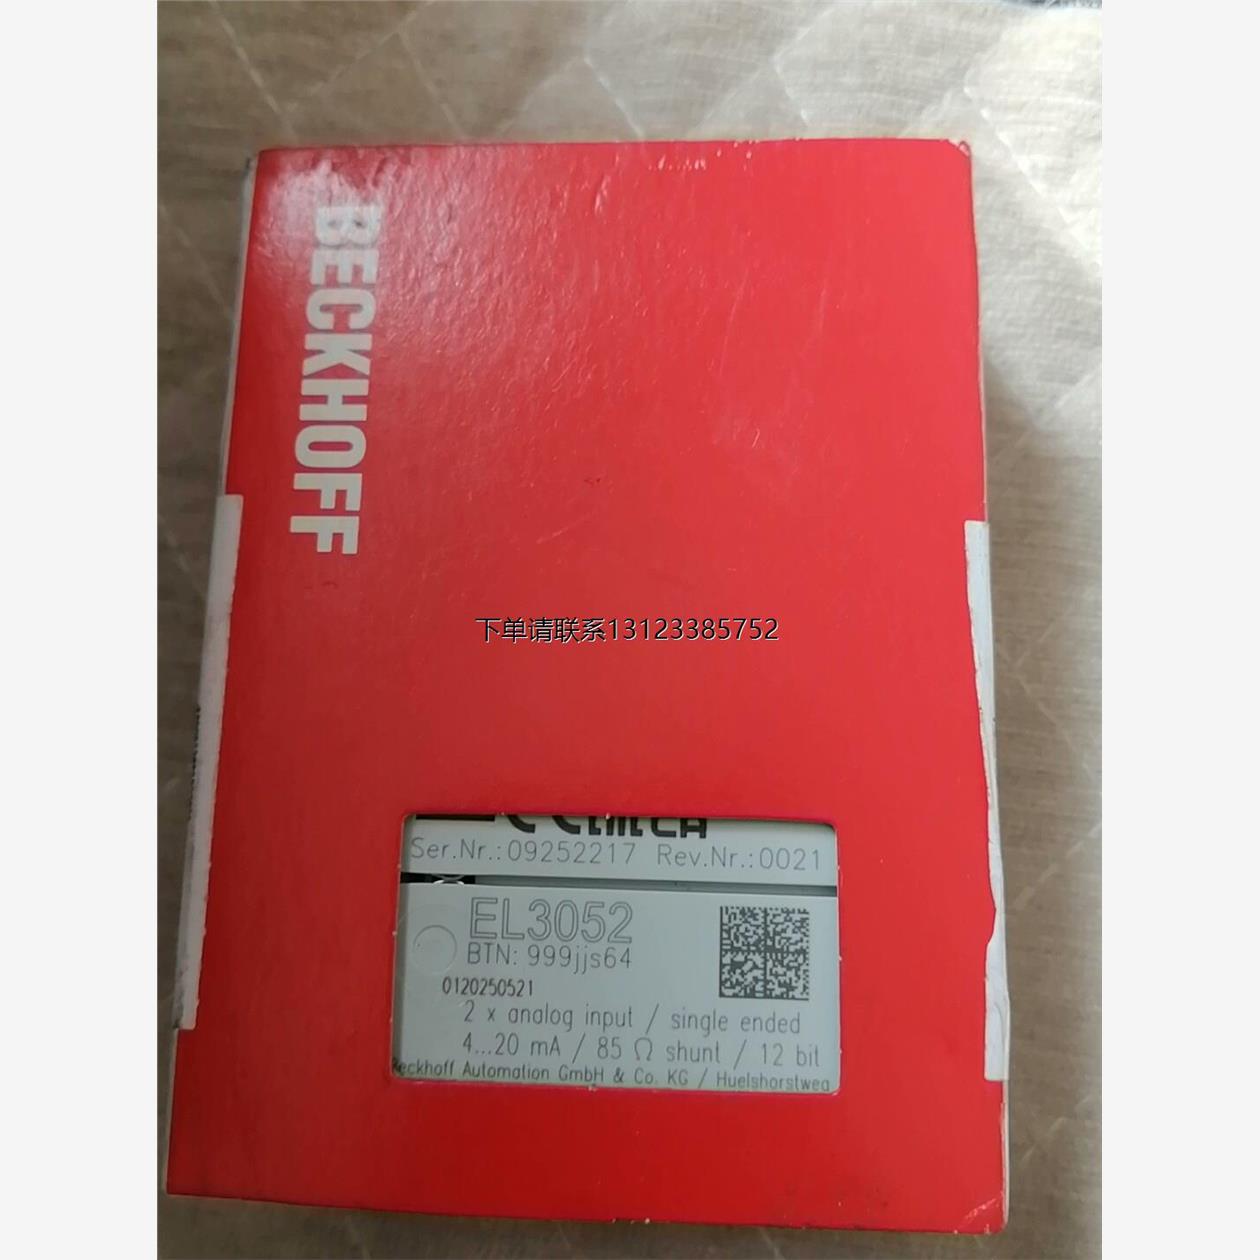 BECKHOFF
下单请联系13123385752
Ser.Nr.:09252217 Rev.Nr.:0021
EL3052
BTN: 999jjs64
0120250521
2 x analog input / single ended
4...20 mA / 85 Ω shunt / 12 bit
Beckhoff Automation GmbH & Co. KG / Huelshorstweg